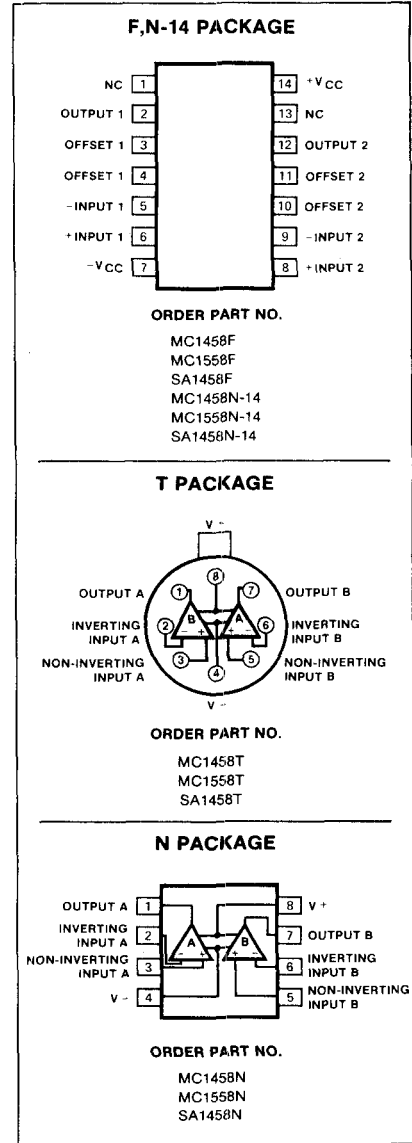 F,N-14 PACKAGE
NC 1 14 +VCC
OUTPUT 1 2 13 NC
OFFSET 1 3 12 OUTPUT 2
OFFSET 1 4 11 OFFSET 2
-INPUT 1 5 10 OFFSET 2
+INPUT 1 6 9 -INPUT 2
-VCC 7 8 +INPUT 2
ORDER PART NO.
MC1458F
MC1558F
SA1458F
MC1458N-14
MC1558N-14
SA1458N-14
T PACKAGE
V -
OUTPUT A 1 8 7 OUTPUT B
INVERTING
INPUT A
2 B - + A + - 6
INVERTING
INPUT B
NON-INVERTING
INPUT A
3 4 5
NON-INVERTING
INPUT B
V -
ORDER PART NO.
MC1458T
MC1558T
SA1458T
N PACKAGE
OUTPUT A 1 8 V +
INVERTING
INPUT A
2 A - + B + - 7 OUTPUT B
NON-INVERTING
INPUT A
3 6 INVERTING
INPUT B
V - 4 5 NON-INVERTING
INPUT B
ORDER PART NO.
MC1458N
MC1558N
SA1458N